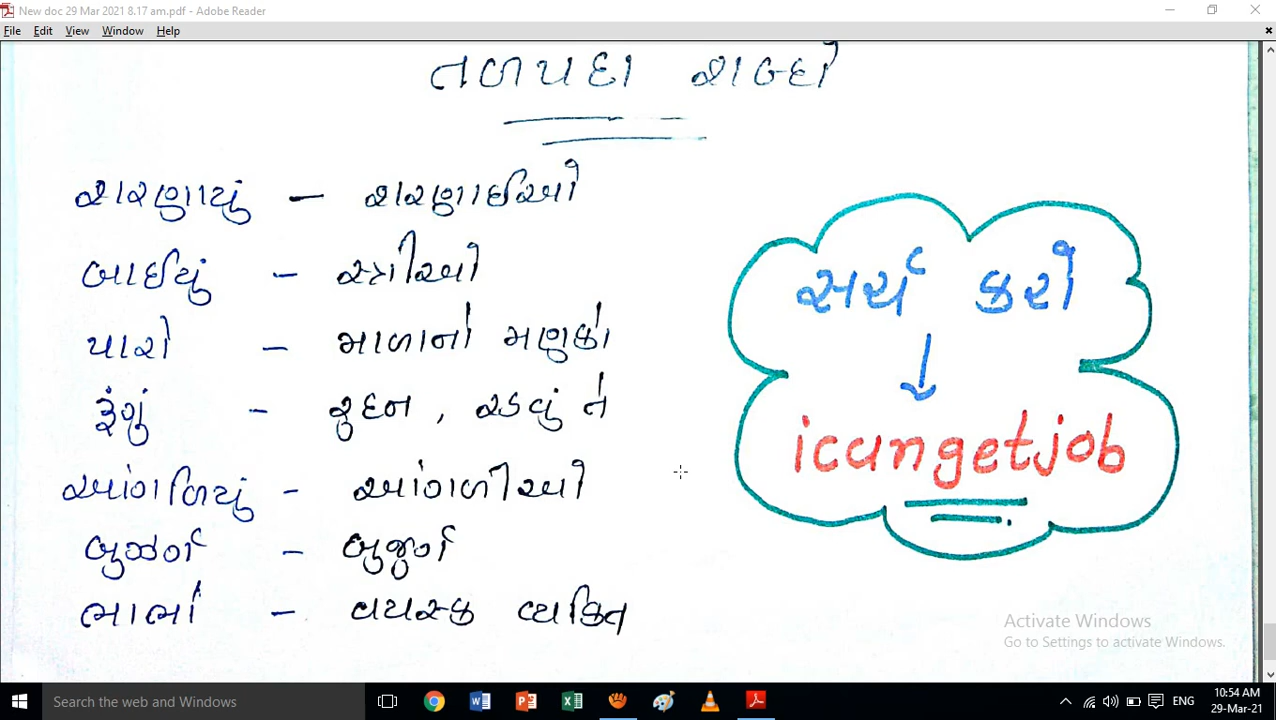 New doc 29 Mar 2021 8.17 am.pdf - Adobe Reader
File Edit View Window Help
તળપદા શબ્દો
શરણાયું - શરણાઈઓ
બાઈયું - સ્ત્રીઓ
પારો - માળાનો મણકો
રૂંગું - રુદન , રડવું તે
આંગળિયું - આંગળીઓ
બુઝર્ગ - બુજુર્ગ
ભાભો - વયસ્ક વ્યક્તિ
સર્ચ કરો
icangetjob
Activate Windows
Go to Settings to activate Windows.
Search the web and Windows
ENG
10:54 AM
29-Mar-21